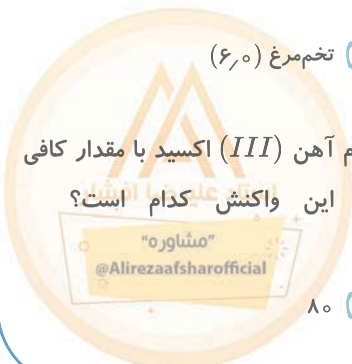 تخم‌مرغ (۶٫۰)
م آهن (III) اکسید با مقدار کافی
این واکنش کدام است؟
"مشاوره"
@Alirezaafsharofficial
۸۰